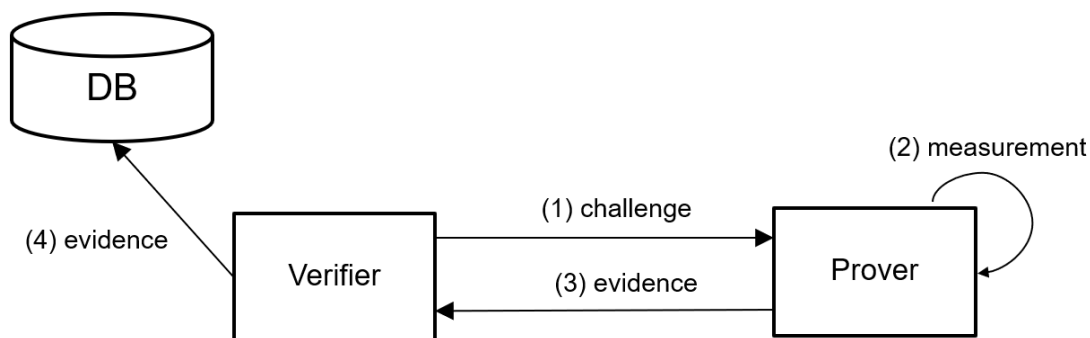 DB
(2) measurement
(1) challenge
(4) evidence
Verifier
(3) evidence
Prover